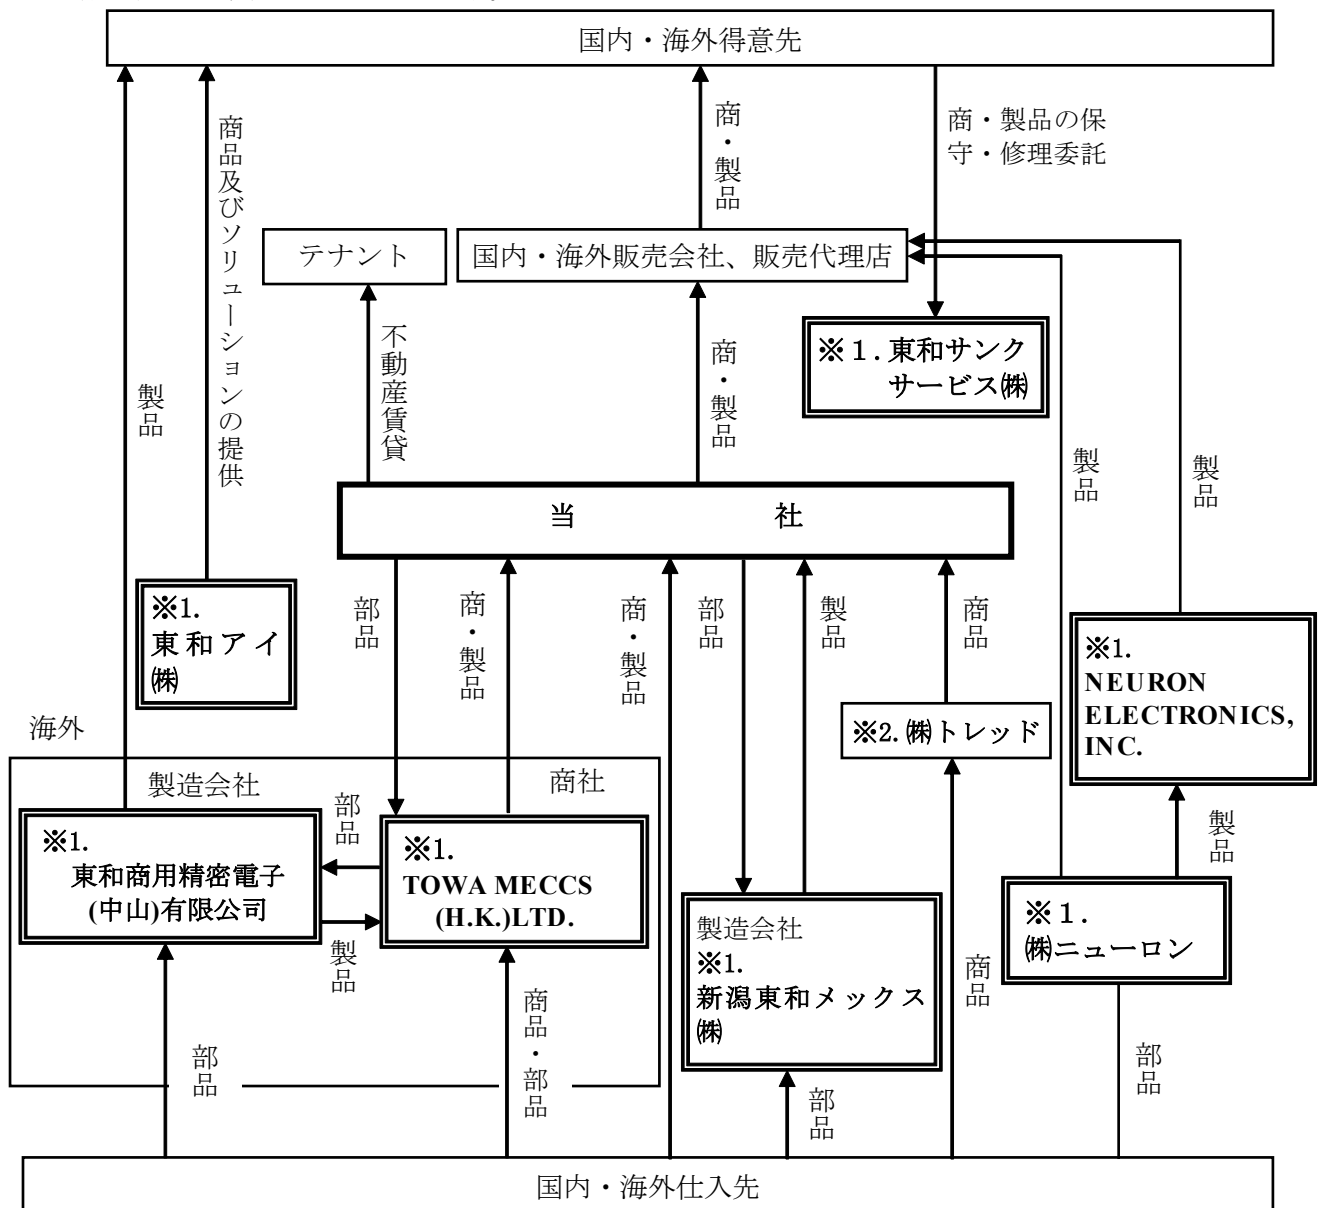 国内・海外得意先
製品
商品及びソリューションの提供
商・製品
商・製品の保
守・修理委託
テナント
国内・海外販売会社、販売代理店
※１.東和サンク
サービス㈱
不動産賃貸
商・製品
製品
製品
当社
※1.
東和アイ
㈱
部品
商・製品
商・製品
部品
製品
商品
※1.
NEURON
ELECTRONICS,
INC.
※2.㈱トレッド
海外
製造会社
商社
※1.
東和商用精密電子
(中山)有限公司
部品
製品
※1.
TOWA MECCS
(H.K.)LTD.
製造会社
※1.
新潟東和メックス
㈱
製品
※１.
㈱ニューロン
部品
商品・部品
部品
商品
部品
国内・海外仕入先